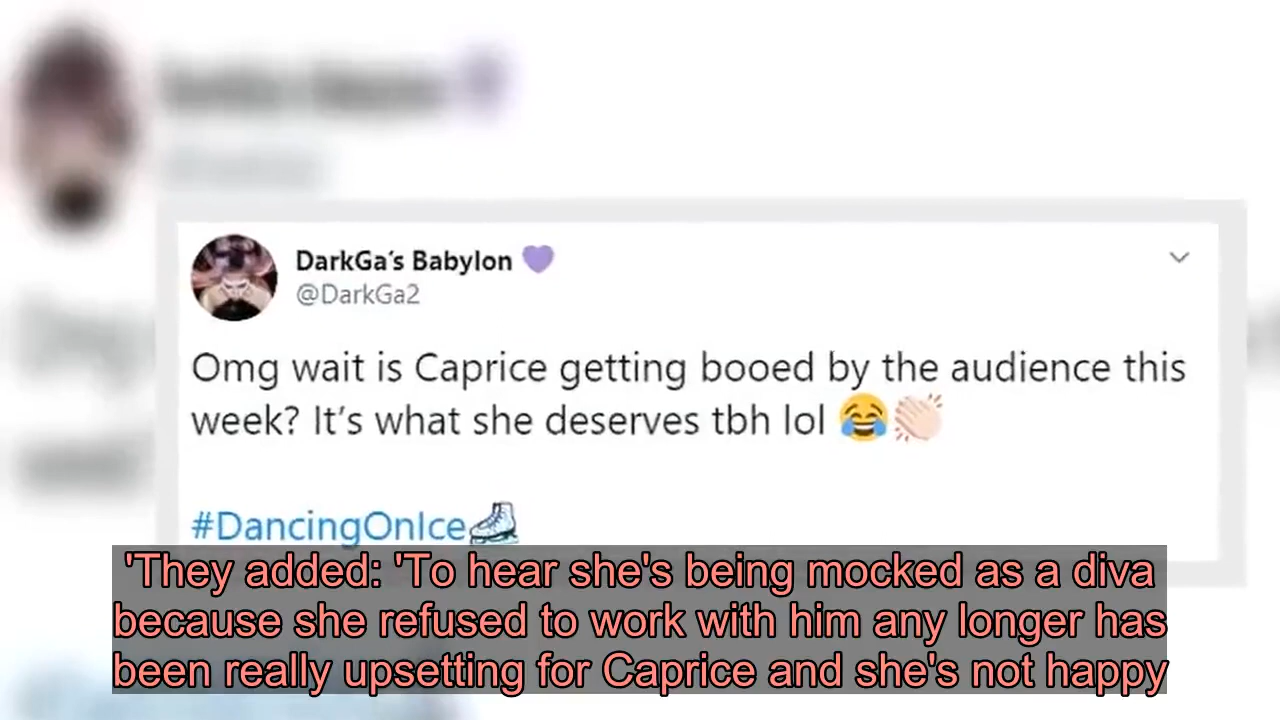 DarkGa's Babylon 💜
@DarkGa2
Omg wait is Caprice getting booed by the audience this
week? It's what she deserves tbh lol 😂👏🏻
#DancingOnIce⛸
'They added: 'To hear she's being mocked as a diva
because she refused to work with him any longer has
been really upsetting for Caprice and she's not happy